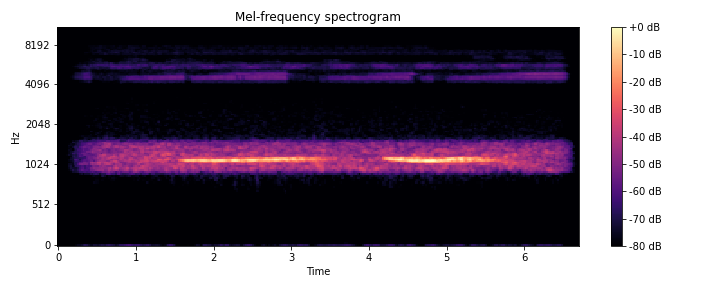 Mel-frequency spectrogram
Hz
8192
4096
2048
1024
512
0
0 1 2 3 4 5 6
Time
+0 dB
-10 dB
-20 dB
-30 dB
-40 dB
-50 dB
-60 dB
-70 dB
-80 dB